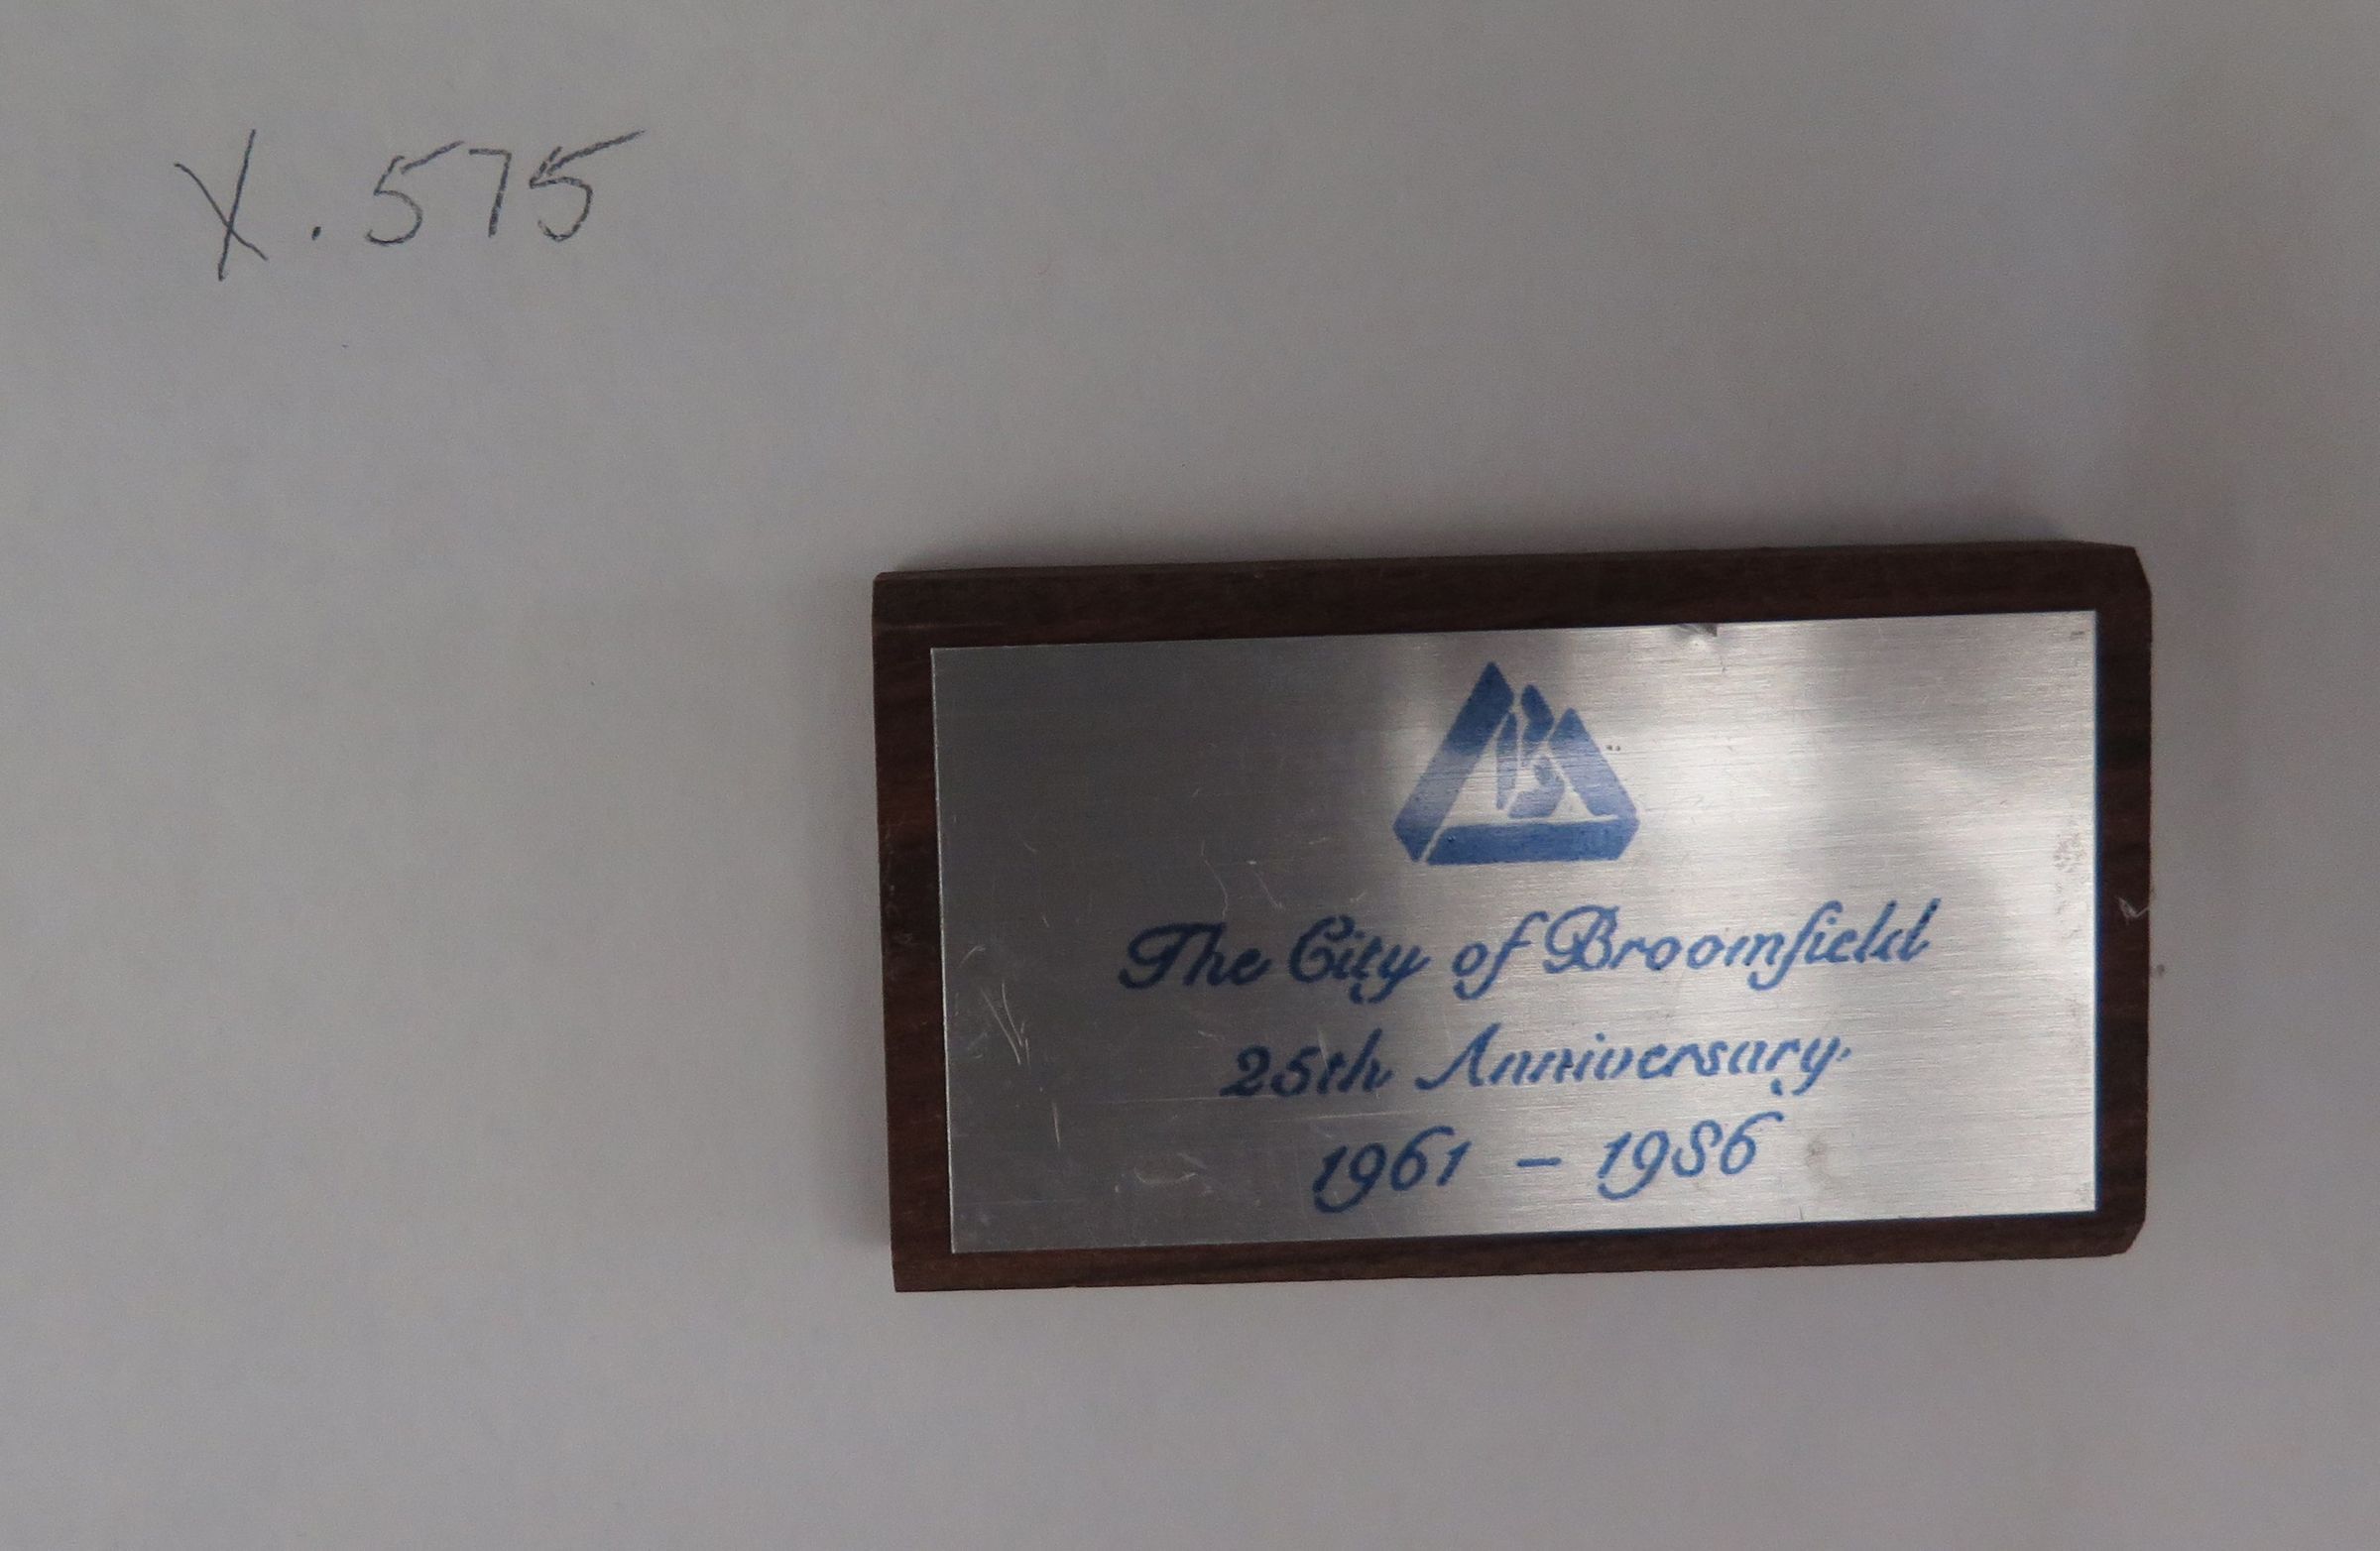 X.575
The City of Broomfield
25th Anniversary
1961 - 1986